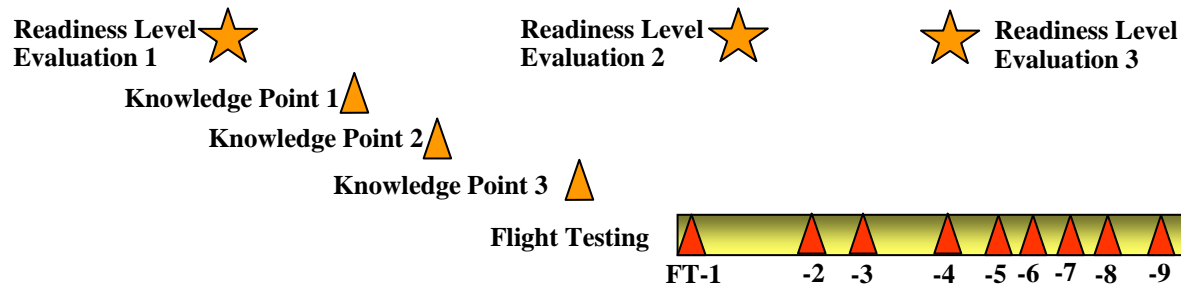 Readiness Level
Evaluation 1
Readiness Level
Evaluation 2
Readiness Level
Evaluation 3
Knowledge Point 1
Knowledge Point 2
Knowledge Point 3
Flight Testing
FT-1 -2 -3 -4 -5 -6 -7 -8 -9